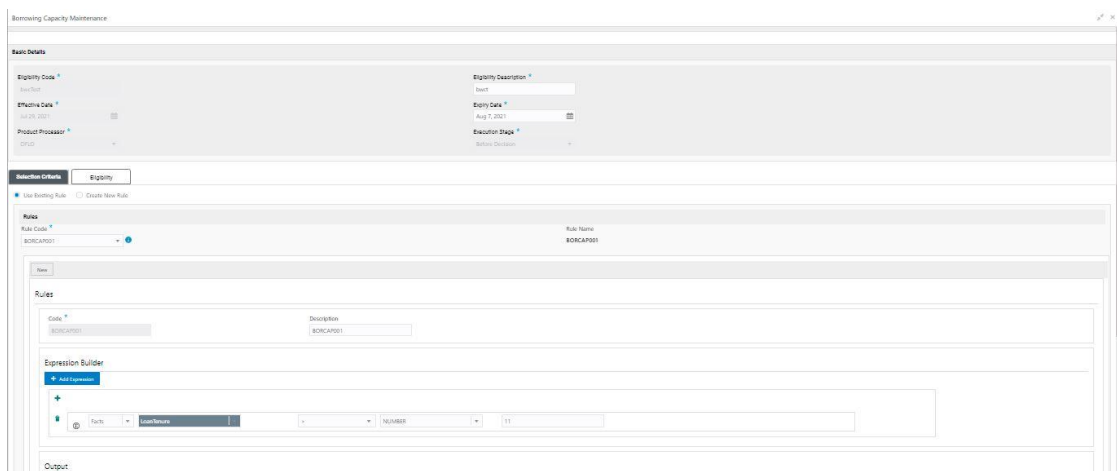 Borrowing Capacity Maintenance
Basic Details
Eligibility Code *
Eligibility Description *
bwcTest
bwct
Effective Date *
Expiry Date *
Jul 29, 2021
Aug 7, 2021
Product Processor *
Execution Stage *
Before Decision
Selection Criteria
Eligibility
Use Existing Rule
Create New Rule
Rules
Rule Code *
Rule Name
BORCAP001
BORCAP001
New
Rules
Code *
Description
BORCAP001
BORCAP001
Expression Builder
+ Add Expression
Facts
LoanTenure
NUMBER
11
Output